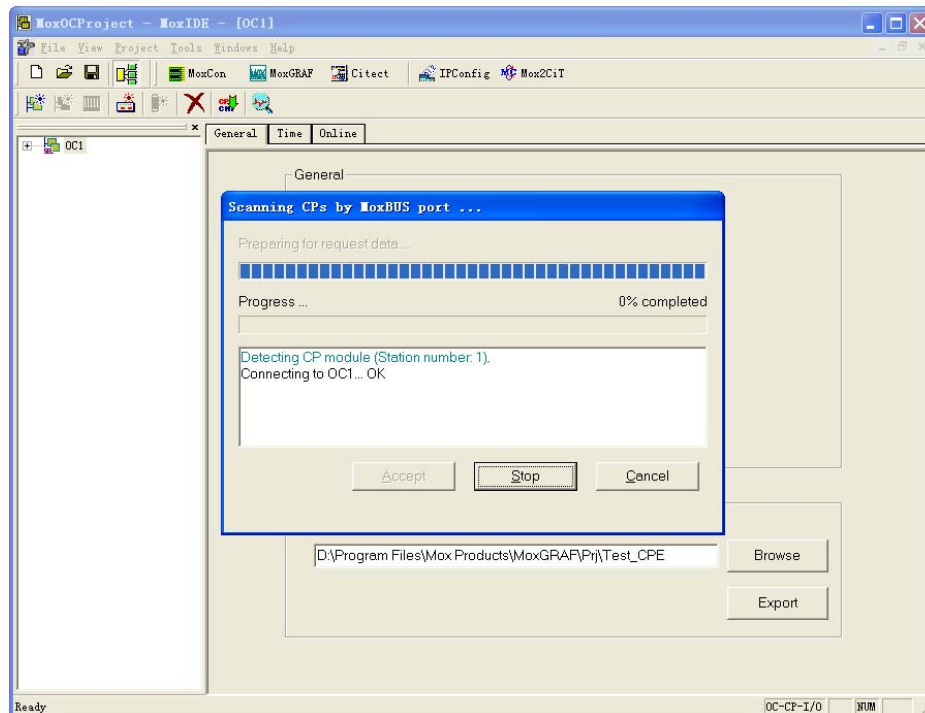 MoxOCProject - MoxIDE - [OC1]
File View Project Tools Windows Help
MoxCon MoxGRAF Citect IPConfig Mox2CiT
OC1
General Time Online
General
Scanning CPs by MoxBUS port ...
Preparing for request data...
Progress ... 0% completed
Detecting CP module (Station number: 1).
Connecting to OC1... OK
Accept Stop Cancel
D:\Program Files\Mox Products\MoxGRAF\Prj\Test_CPE Browse
Export
Ready OC-CP-I/O NUM